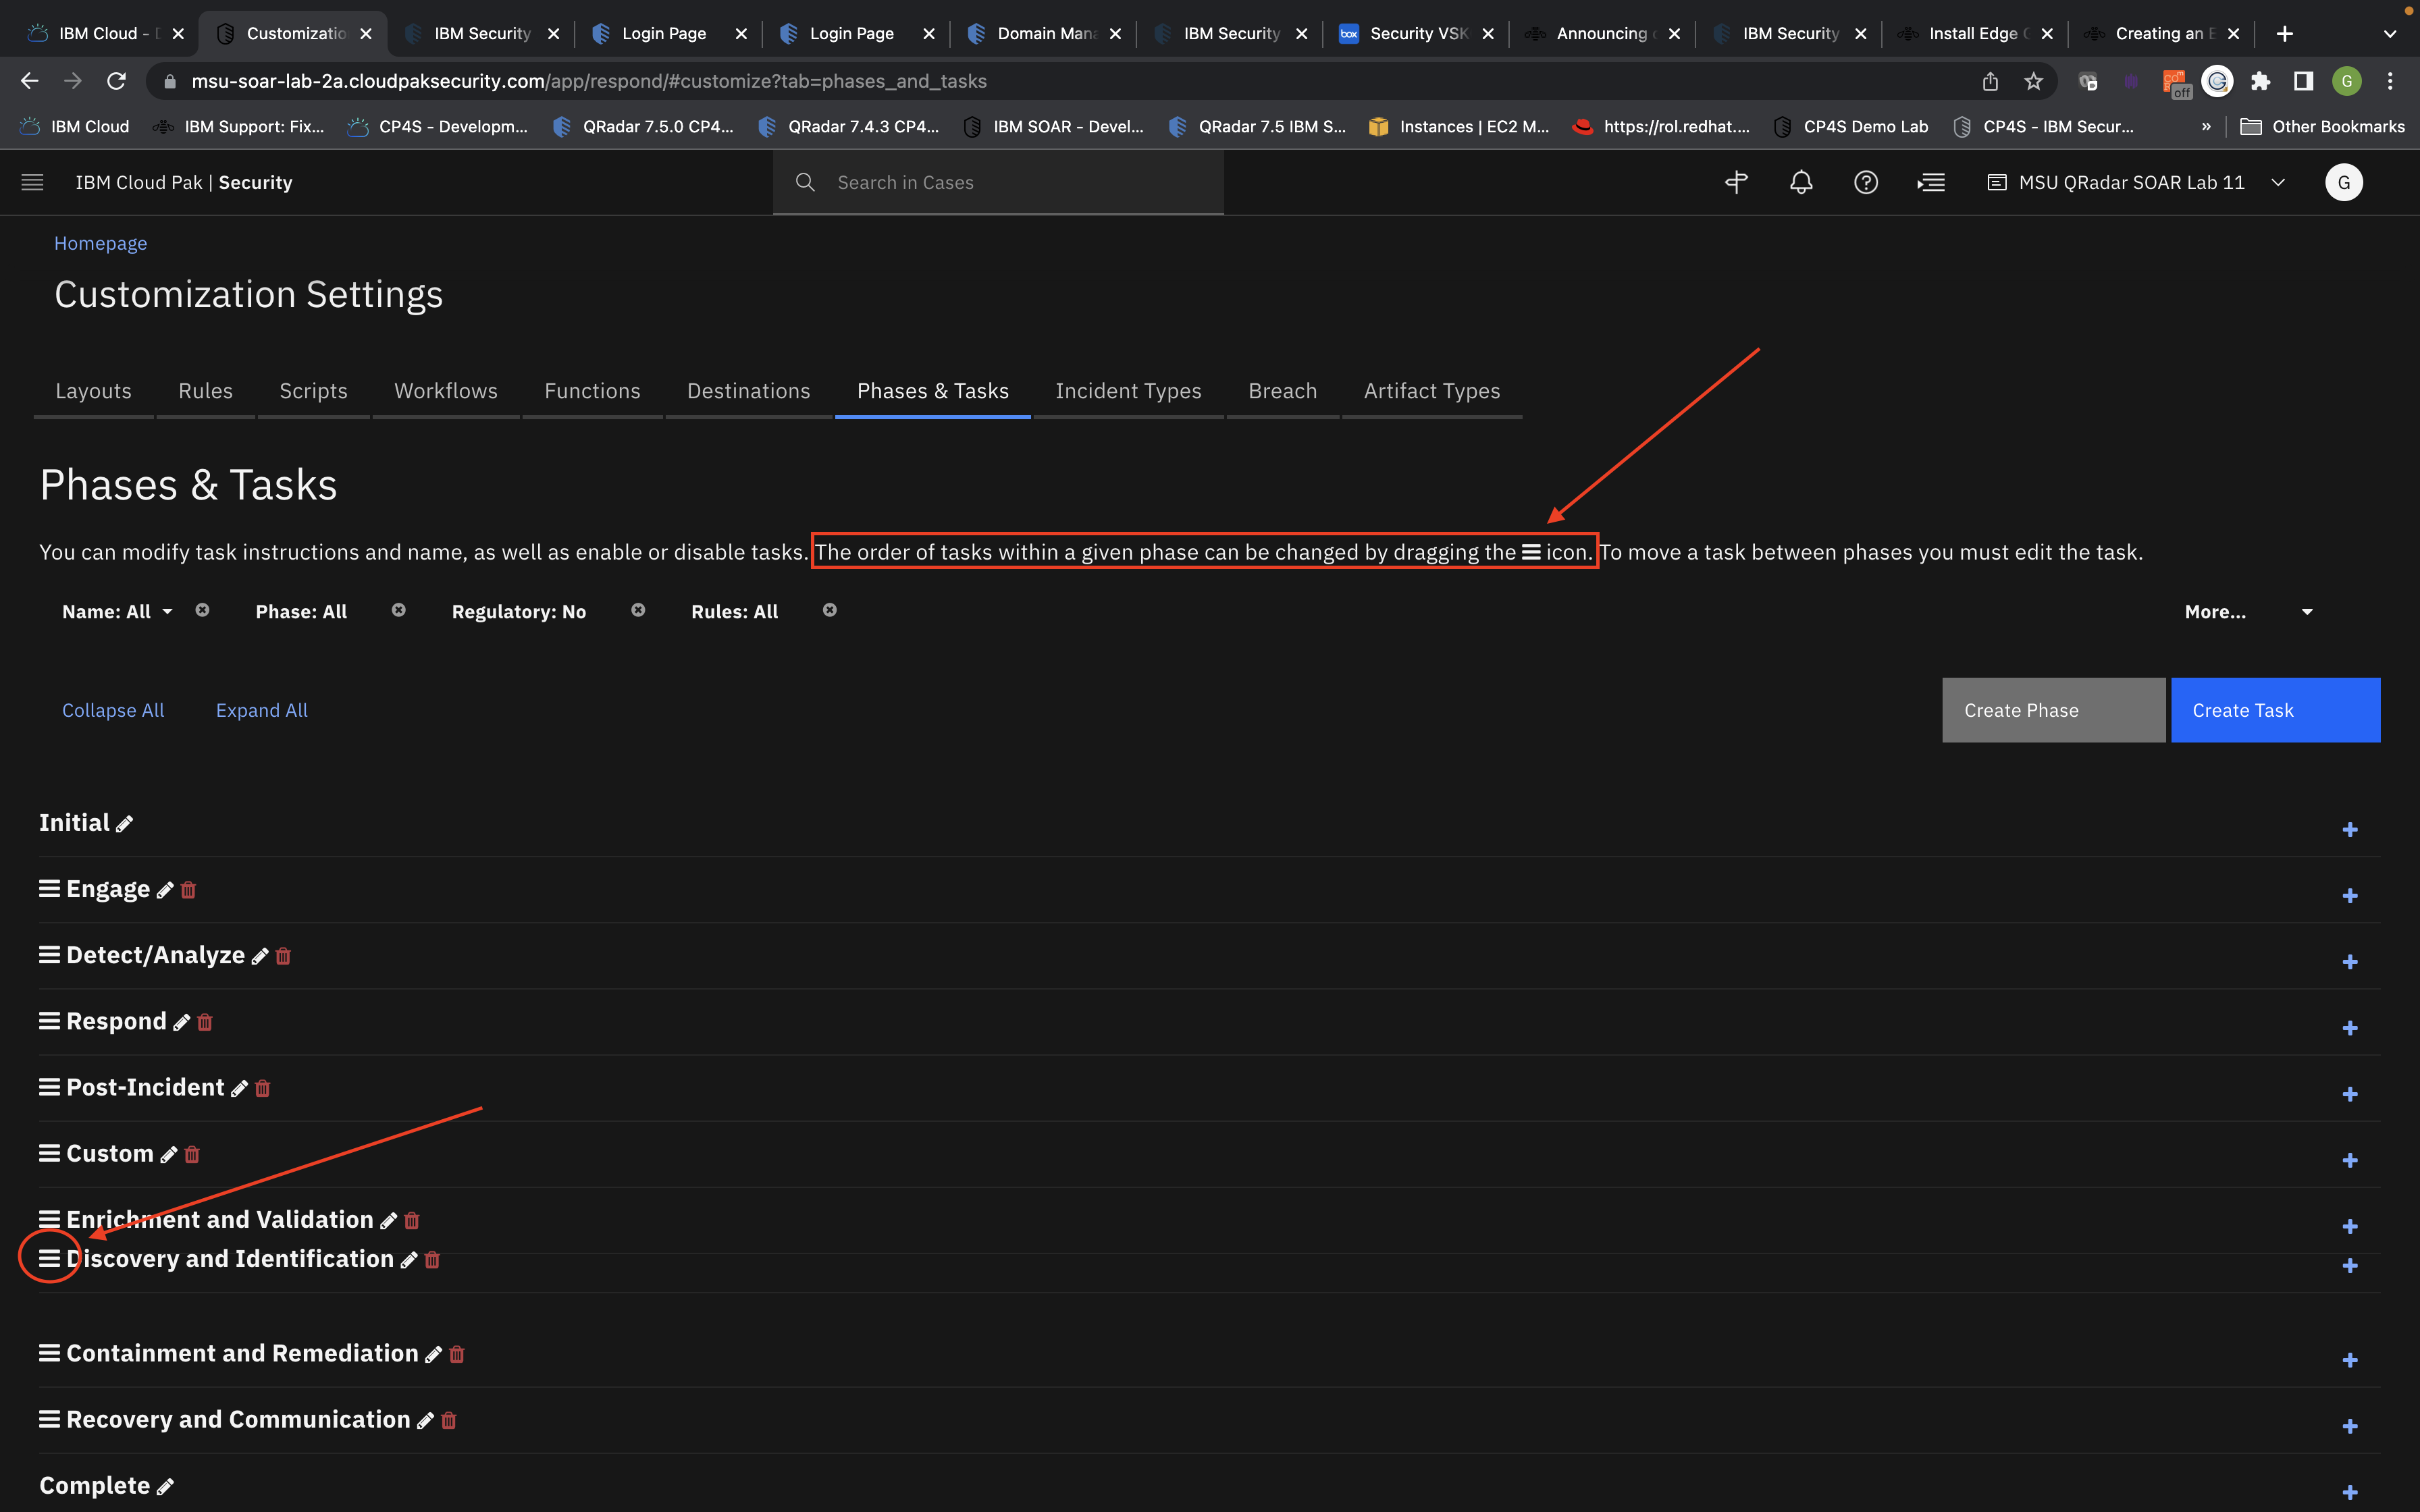 IBM Cloud - Customizatio IBM Security Login Page Login Page Domain Mana IBM Security Security VSK Announcing IBM Security Install Edge Creating an E
msu-soar-lab-2a.cloudpaksecurity.com/app/respond/#customize?tab=phases_and_tasks off G
IBM Cloud IBM Support: Fix... CP4S - Developm... QRadar 7.5.0 CP4... QRadar 7.4.3 CP4... IBM SOAR - Devel... QRadar 7.5 IBM S... Instances | EC2 M... https://rol.redhat.... CP4S Demo Lab CP4S - IBM Secur... » Other Bookmarks
IBM Cloud Pak | Security Search in Cases MSU QRadar SOAR Lab 11 G
Homepage
Customization Settings
Layouts Rules Scripts Workflows Functions Destinations Phases & Tasks Incident Types Breach Artifact Types
Phases & Tasks
You can modify task instructions and name, as well as enable or disable tasks. The order of tasks within a given phase can be changed by dragging the icon. To move a task between phases you must edit the task.
Name: All Phase: All Regulatory: No Rules: All More...
Collapse All Expand All Create Phase Create Task
Initial
Engage
Detect/Analyze
Respond
Post-Incident
Custom
Enrichment and Validation
Discovery and Identification
Containment and Remediation
Recovery and Communication
Complete